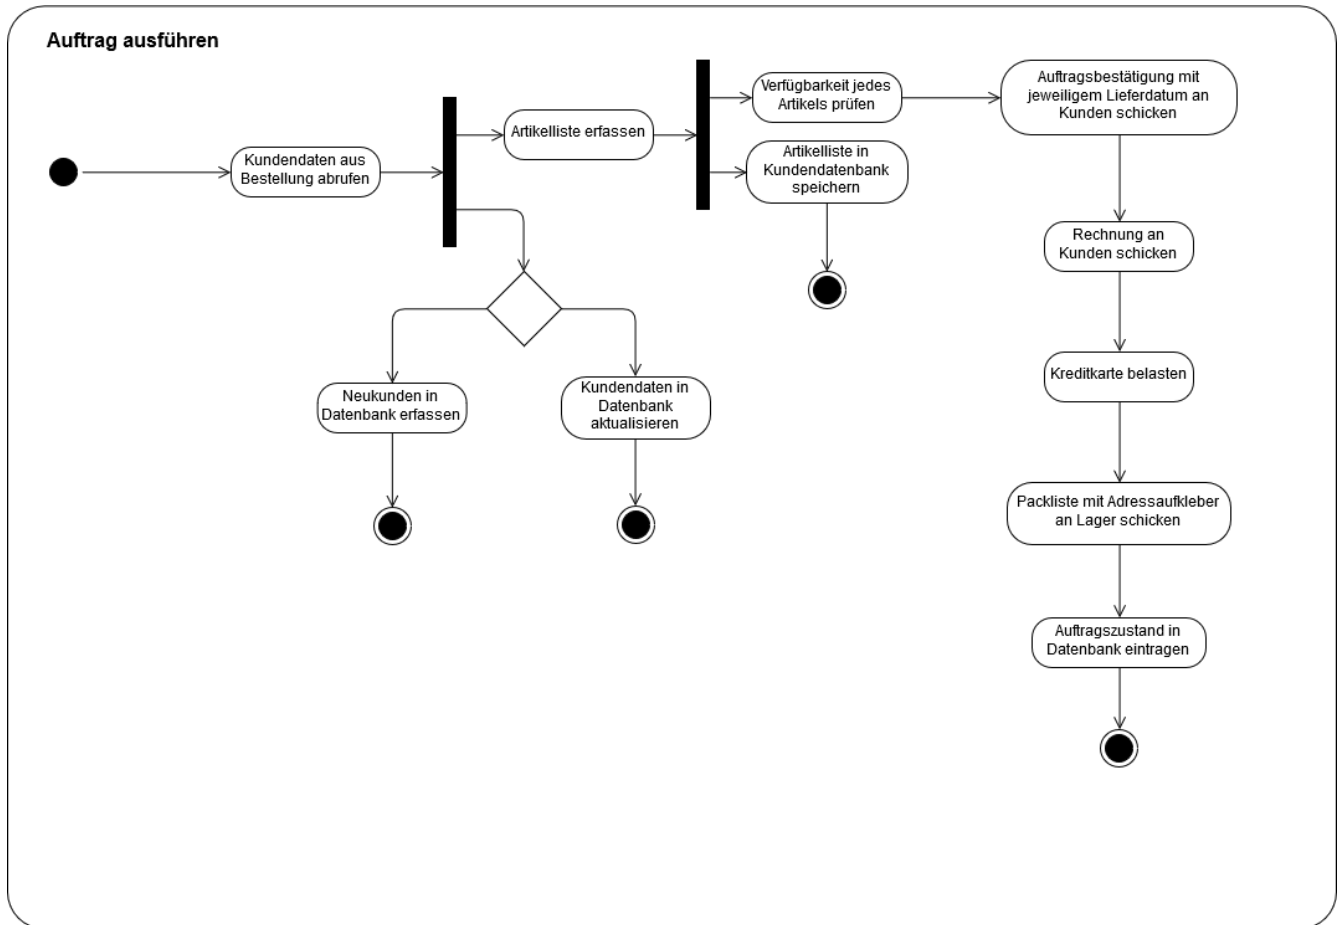 Auftrag ausführen
Kundendaten aus
Bestellung abrufen
Artikelliste erfassen
Verfügbarkeit jedes
Artikels prüfen
Auftragsbestätigung mit
jeweiligem Lieferdatum an
Kunden schicken
Artikelliste in
Kundendatenbank
speichern
Rechnung an
Kunden schicken
Neukunden in
Datenbank erfassen
Kundendaten in
Datenbank
aktualisieren
Kreditkarte belasten
Packliste mit Adressaufkleber
an Lager schicken
Auftragszustand in
Datenbank eintragen